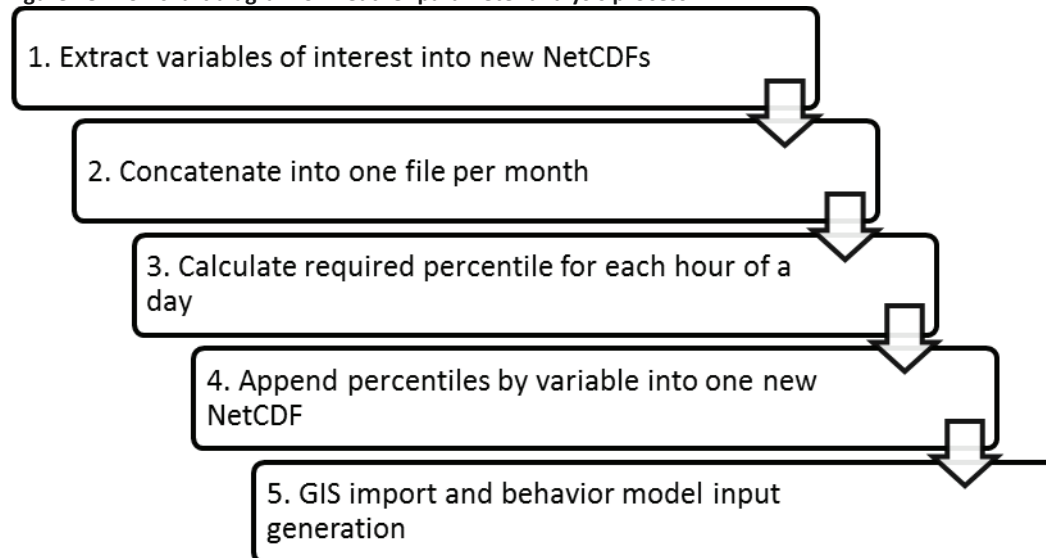 1. Extract variables of interest into new NetCDFs
2. Concatenate into one file per month
3. Calculate required percentile for each hour of a
day
4. Append percentiles by variable into one new
NetCDF
5. GIS import and behavior model input
generation